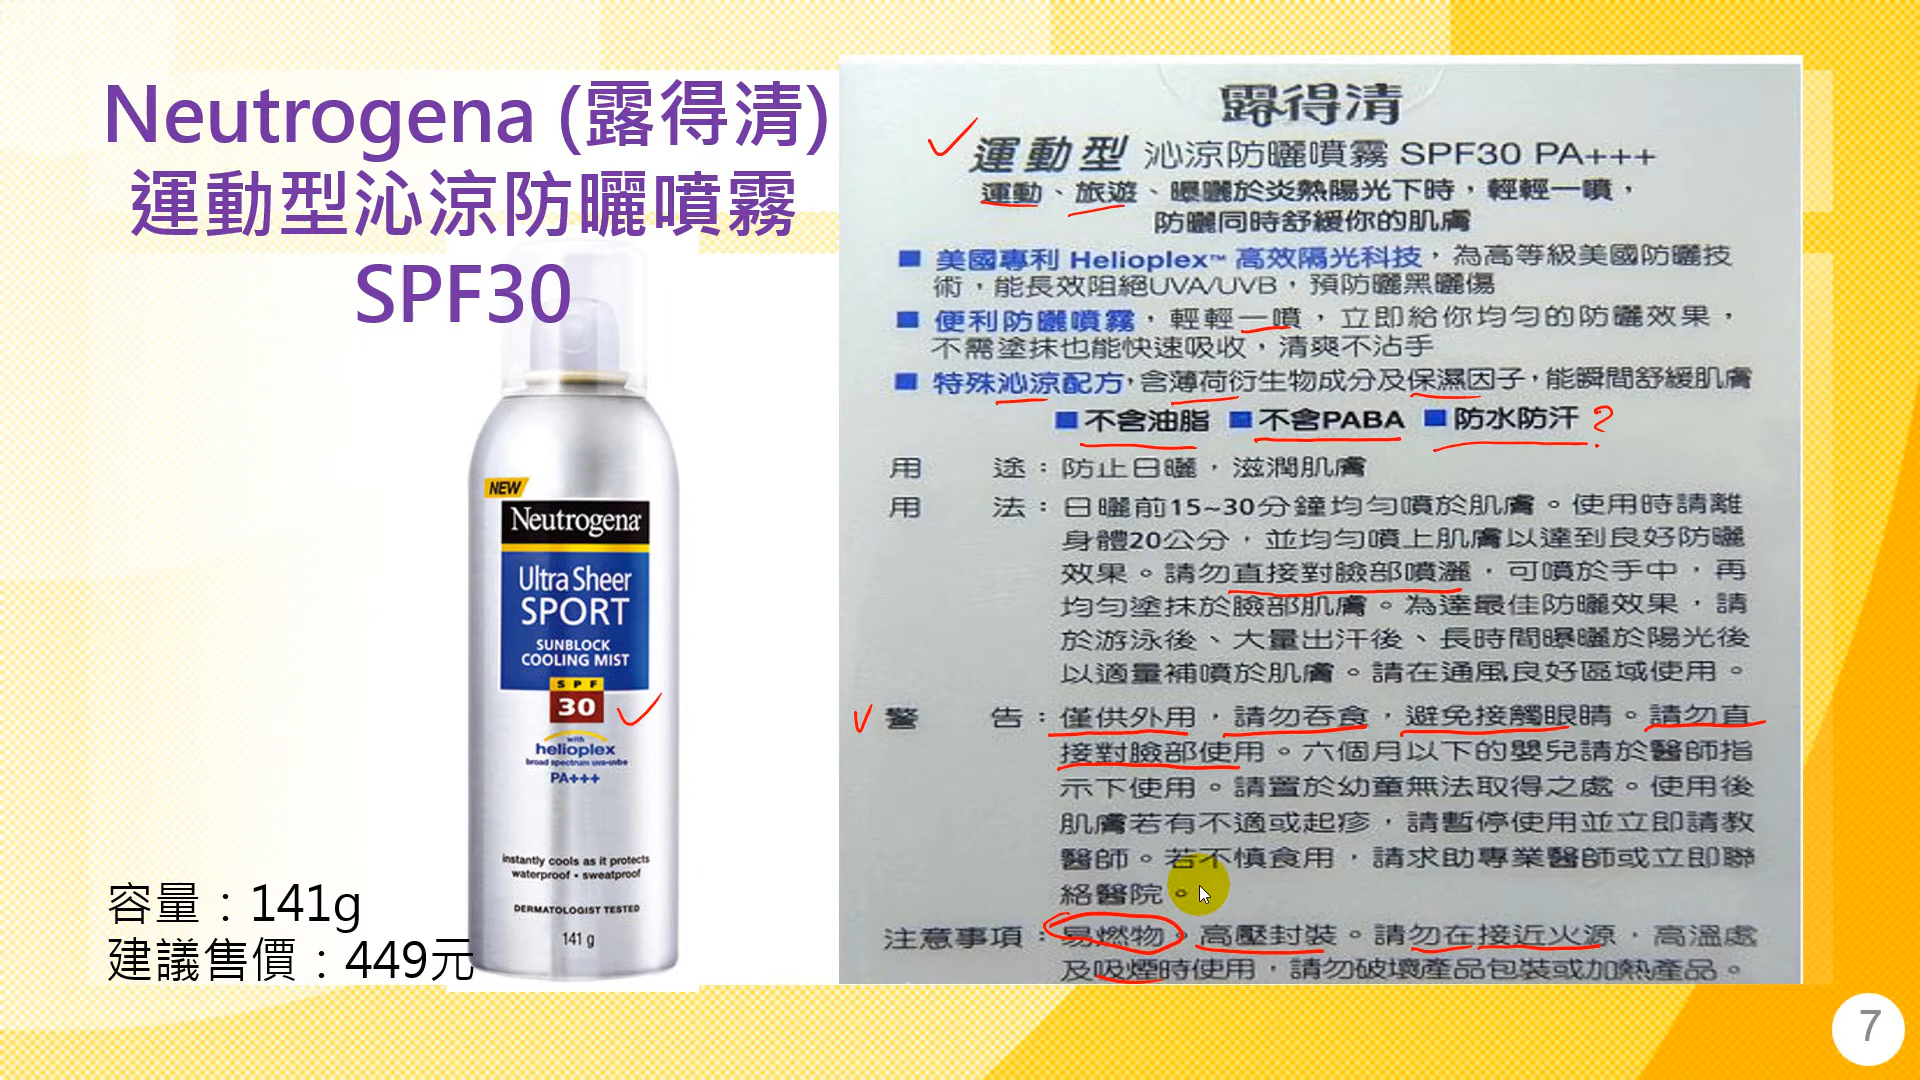 Neutrogena (露得清)
運動型沁涼防曬噴霧
SPF30
NEW
Neutrogena
Ultra Sheer
SPORT
SUNBLOCK
COOLING MIST
SPF
30
with
helioplex
broad spectrum uva-uvb
PA+++
instantly cools as it protects
waterproof • sweatproof
DERMATOLOGIST TESTED
141 g
容量：141g
建議售價：449元
露得清
運動型 沁涼防曬噴霧 SPF30 PA+++
運動、旅遊、曝曬於炎熱陽光下時，輕輕一噴，
防曬同時舒緩你的肌膚
■ 美國專利 Helioplex™ 高效隔光科技，為高等級美國防曬技
術，能長效阻絕UVA/UVB，預防曬黑曬傷
■ 便利防曬噴霧，輕輕一噴，立即給你均勻的防曬效果，
不需塗抹也能快速吸收，清爽不沾手
■ 特殊沁涼配方，含薄荷衍生物成分及保濕因子，能瞬間舒緩肌膚
■ 不含油脂 ■ 不含PABA ■ 防水防汗 ?
用 途：防止日曬，滋潤肌膚
用 法：日曬前15~30分鐘均勻噴於肌膚。使用時請離
身體20公分，並均勻噴上肌膚以達到良好防曬
效果。請勿直接對臉部噴灑，可噴於手中，再
均勻塗抹於臉部肌膚。為達最佳防曬效果，請
於游泳後、大量出汗後、長時間曝曬於陽光後
以適量補噴於肌膚。請在通風良好區域使用。
警 告：僅供外用，請勿吞食，避免接觸眼睛。請勿直
接對臉部使用。六個月以下的嬰兒請於醫師指
示下使用。請置於幼童無法取得之處。使用後
肌膚若有不適或起疹，請暫停使用並立即請教
醫師。若不慎食用，請求助專業醫師或立即聯
絡醫院。
注意事項：易燃物。高壓封裝。請勿在接近火源，高溫處
及吸煙時使用，請勿破壞產品包裝或加熱產品。
7